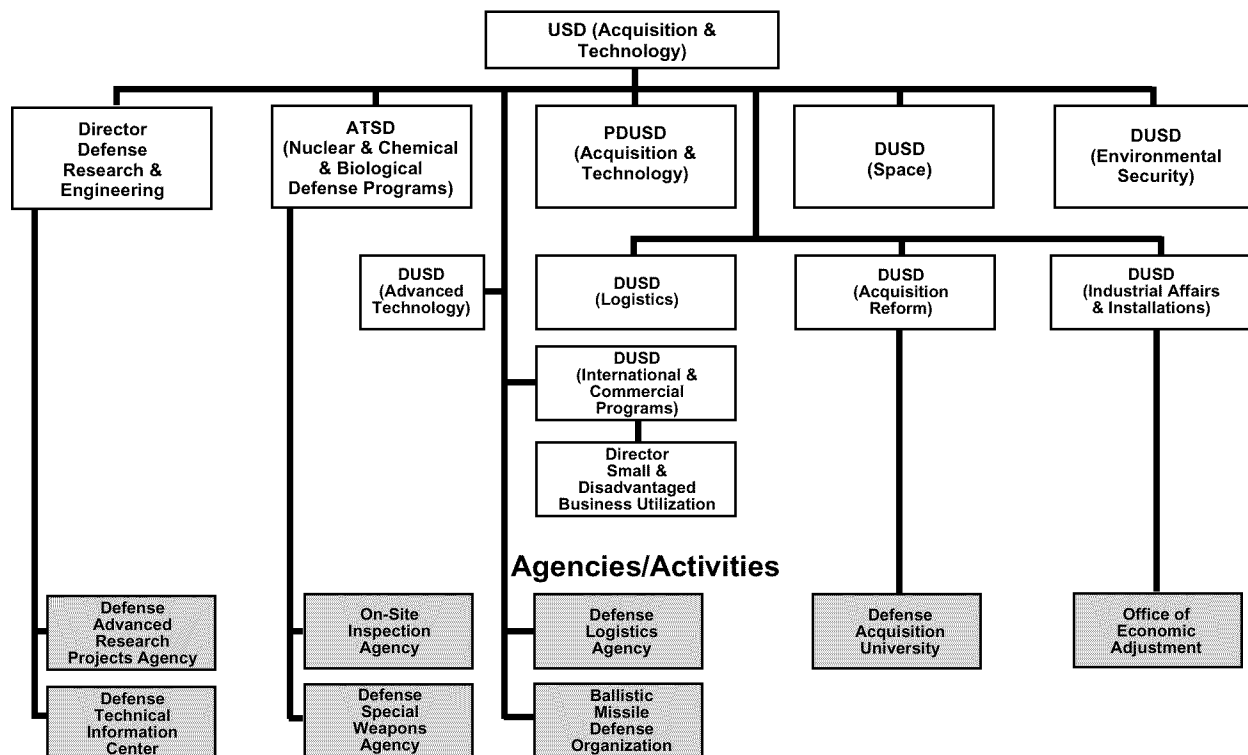 USD (Acquisition &
Technology)
Director
Defense
Research &
Engineering
ATSD
(Nuclear & Chemical
& Biological
Defense Programs)
PDUSD
(Acquisition &
Technology)
DUSD
(Space)
DUSD
(Environmental
Security)
DUSD
(Advanced
Technology)
DUSD
(Logistics)
DUSD
(Acquisition
Reform)
DUSD
(Industrial Affairs
& Installations)
DUSD
(International &
Commercial
Programs)
Director
Small &
Disadvantaged
Business Utilization
Agencies/Activities
Defense
Advanced
Research
Projects Agency
On-Site
Inspection
Agency
Defense
Logistics
Agency
Defense
Acquisition
University
Office of
Economic
Adjustment
Defense
Technical
Information
Center
Defense
Special
Weapons
Agency
Ballistic
Missile
Defense
Organization